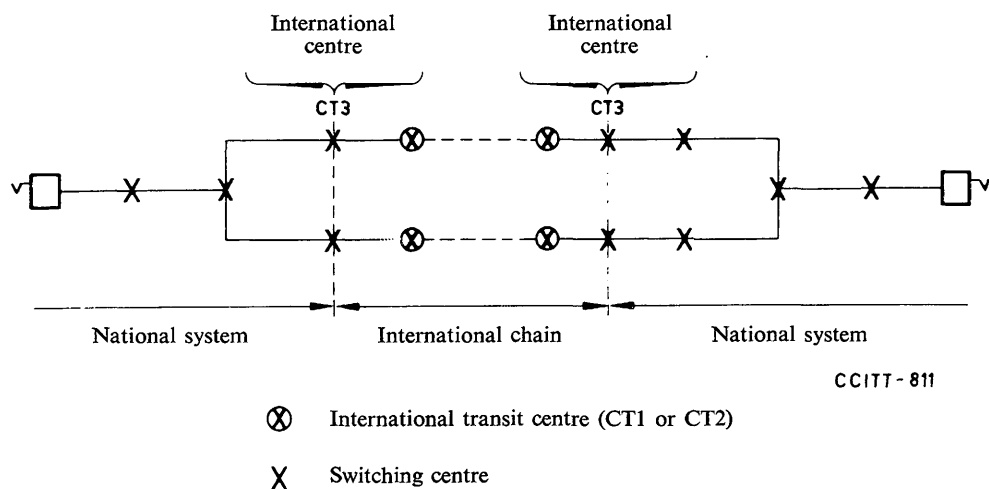 International
centre
International
centre
CT3
CT3
National system
International chain
National system
CCITT-811
International transit centre (CT1 or CT2)
Switching centre